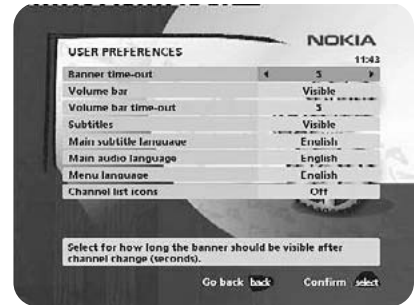 NOKIA
USER PREFERENCES
11:43
Banner time-out 5
Volume bar Visible
Volume bar time-out 5
Subtitles Visible
Main subtitle language English
Main audio language English
Menu language English
Channel list icons Off
Select for how long the banner should be visible after
channel change (seconds).
Go back back Confirm select